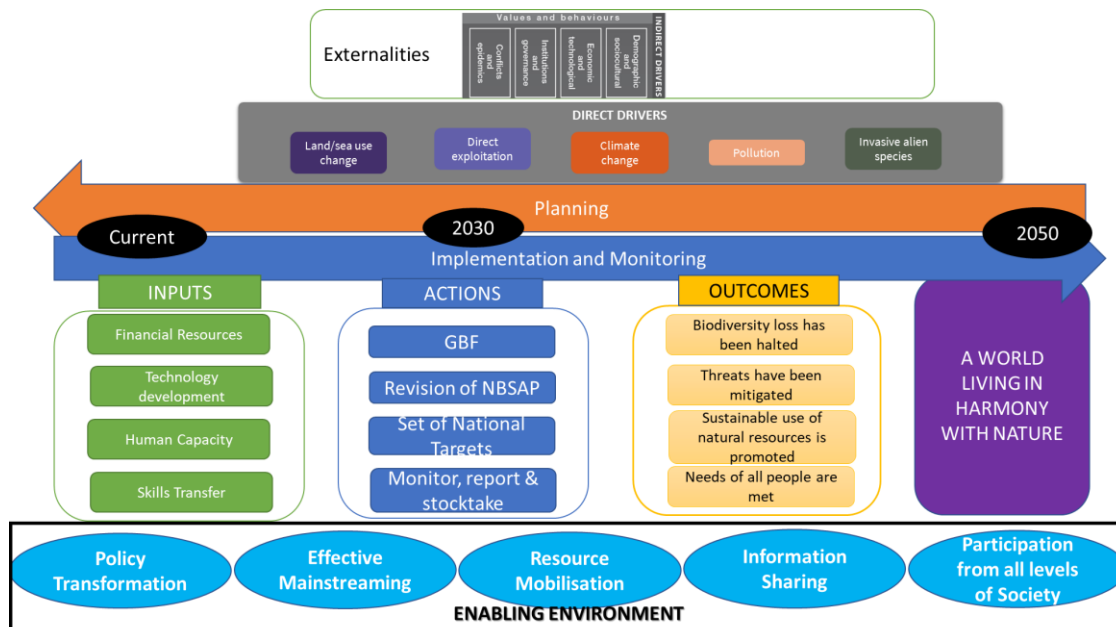 Values and behaviours
Externalities
Conflicts
and
epidemics
Institutions
and
governance
Economic
and
technological
Demographic
and
sociocultural
INDIRECT DRIVERS
DIRECT DRIVERS
Land/sea use
change
Direct
exploitation
Climate
change
Pollution
Invasive alien
species
Planning
Current
2030
2050
Implementation and Monitoring
INPUTS
Financial Resources
Technology
development
Human Capacity
Skills Transfer
ACTIONS
GBF
Revision of NBSAP
Set of National
Targets
Monitor, report &
stocktake
OUTCOMES
Biodiversity loss has
been halted
Threats have been
mitigated
Sustainable use of
natural resources is
promoted
Needs of all people are
met
A WORLD
LIVING IN
HARMONY
WITH NATURE
Policy
Transformation
Effective
Mainstreaming
Resource
Mobilisation
Information
Sharing
Participation
from all levels
of Society
ENABLING ENVIRONMENT